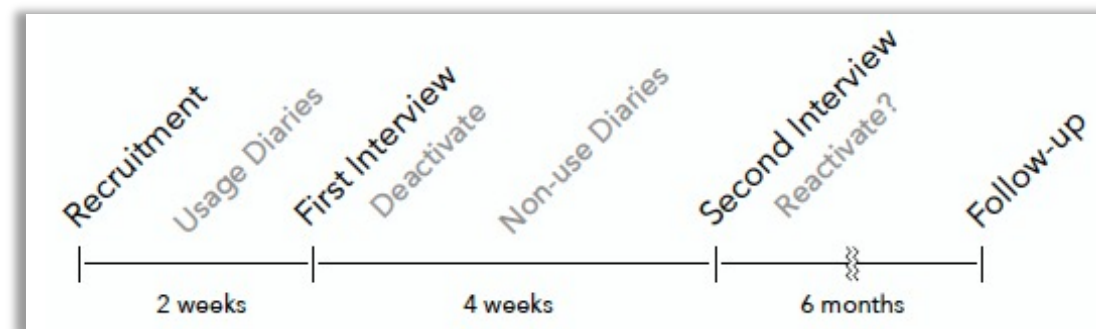 Recruitment
Usage Diaries
First Interview
Deactivate
Non-use Diaries
Second Interview
Reactivate?
Follow-up
2 weeks
4 weeks
6 months